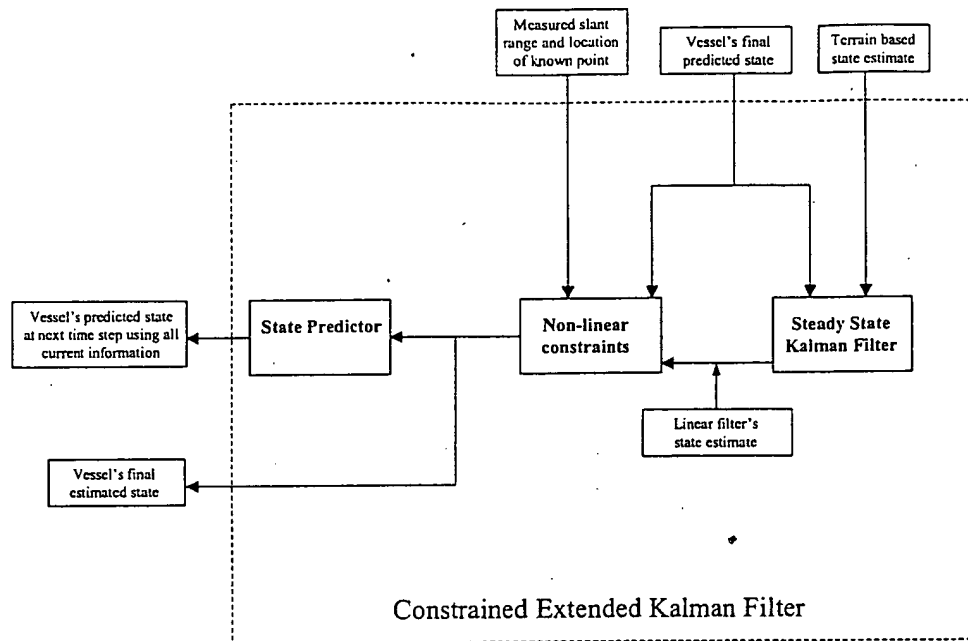 Measured slant
range and location
of known point
Vessel's final
predicted state
Terrain based
state estimate
Vessel's predicted state
at next time step using all
current information
State Predictor
Non-linear
constraints
Steady State
Kalman Filter
Linear filter's
state estimate
Vessel's final
estimated state
Constrained Extended Kalman Filter